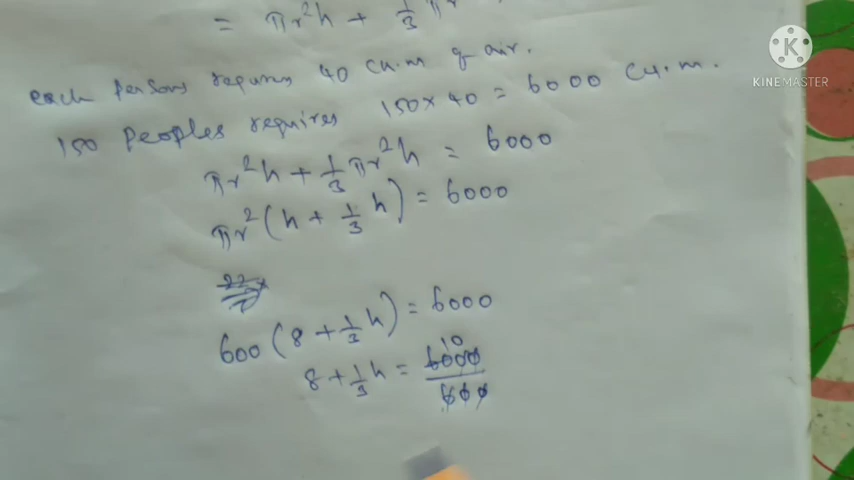 = πr²h + 1/3 πr²
each persons requires 40 cu.m of air.
150 Peoples requires 150 × 40 = 6000 cu.m.
πr²h + 1/3 πr²h = 6000
πr²(h + 1/3 h) = 6000
600 (8 + 1/3 h) = 6000
10
8 + 1/3 h = 6000/600
KINEMASTER